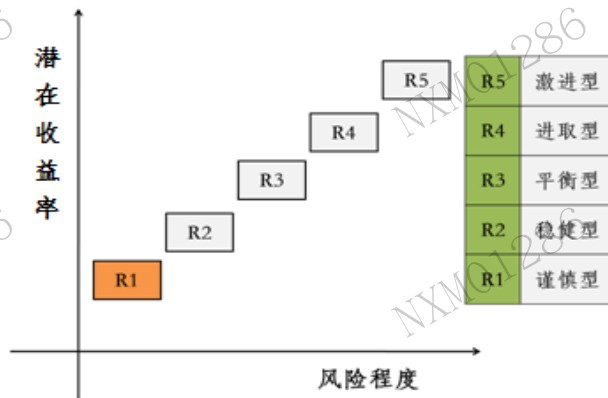 潜在收益率
R5
R4
R3
R2
R1
风险程度
R5 激进型
R4 进取型
R3 平衡型
R2 稳健型
R1 谨慎型
NXM01286
NXM01286